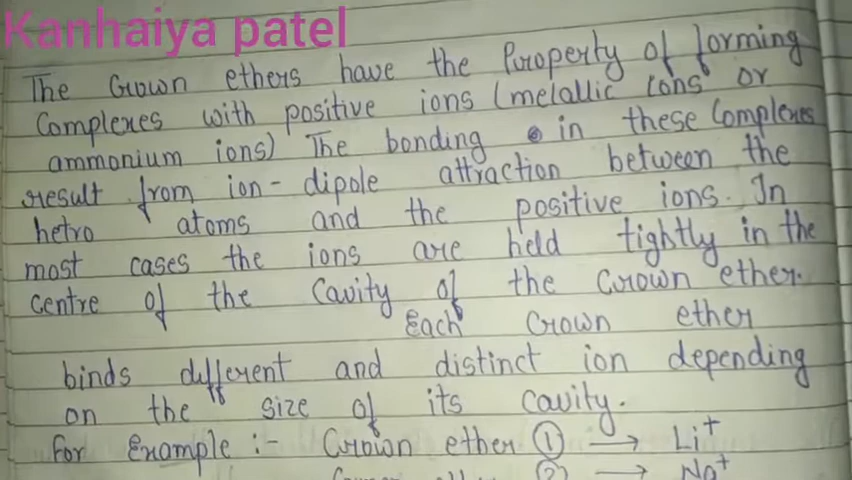 Kanhaiya patel
The Crown ethers have the Property of forming
Complexes with positive ions (metallic ions or
ammonium ions) The bonding in these Complexes
result from ion-dipole attraction between the
hetro atoms and the positive ions. In
most cases the ions are held tightly in the
centre of the Cavity of the Crown ether.
Each Crown ether
binds different and distinct ion depending
on the size of its cavity.
For Example :- Crown ether ① → Li⁺
② → Na⁺